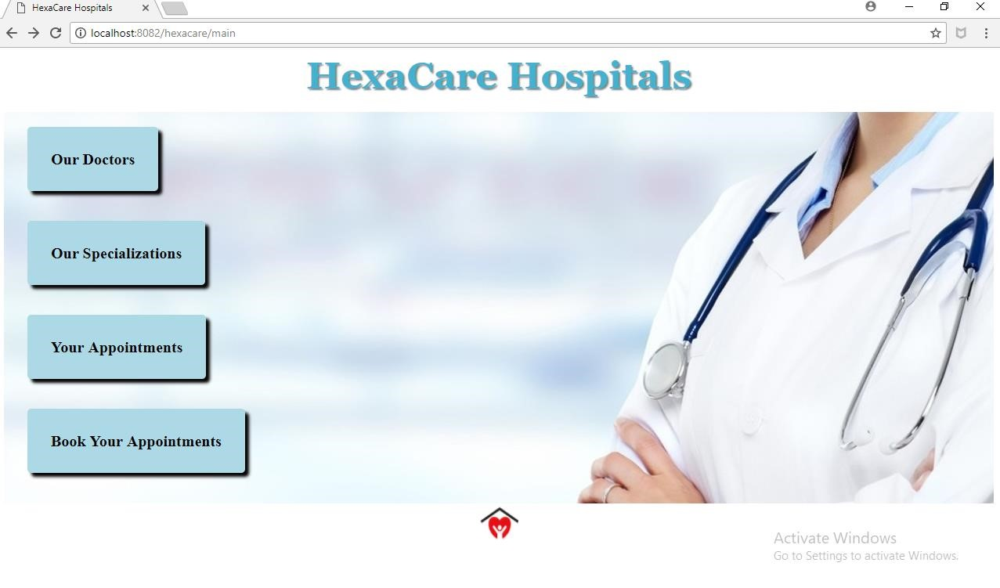 HexaCare Hospitals
localhost:8082/hexacare/main
HexaCare Hospitals
Our Doctors
Our Specializations
Your Appointments
Book Your Appointments
Activate Windows
Go to Settings to activate Windows.